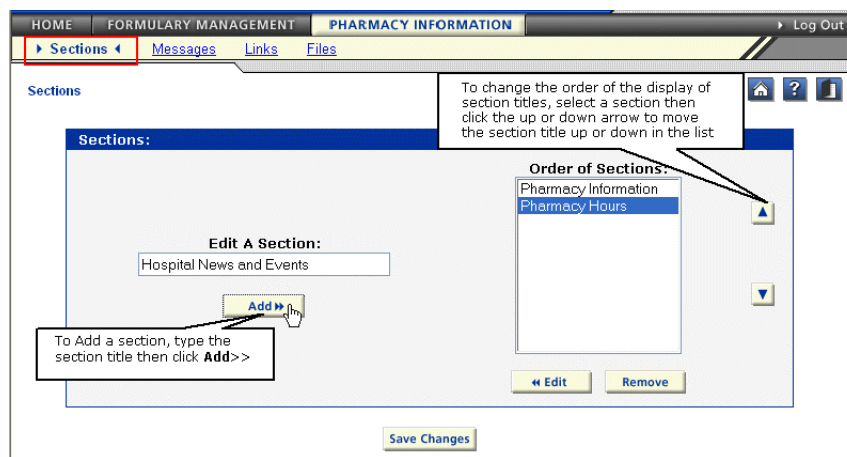 HOME FORMULARY MANAGEMENT PHARMACY INFORMATION Log Out
Sections Messages Links Files
Sections
To change the order of the display of
section titles, select a section then
click the up or down arrow to move
the section title up or down in the list
?
Sections:
Order of Sections:
Pharmacy Information
Pharmacy Hours
Edit A Section:
Hospital News and Events
Add
To Add a section, type the
section title then click Add>>
Edit Remove
Save Changes